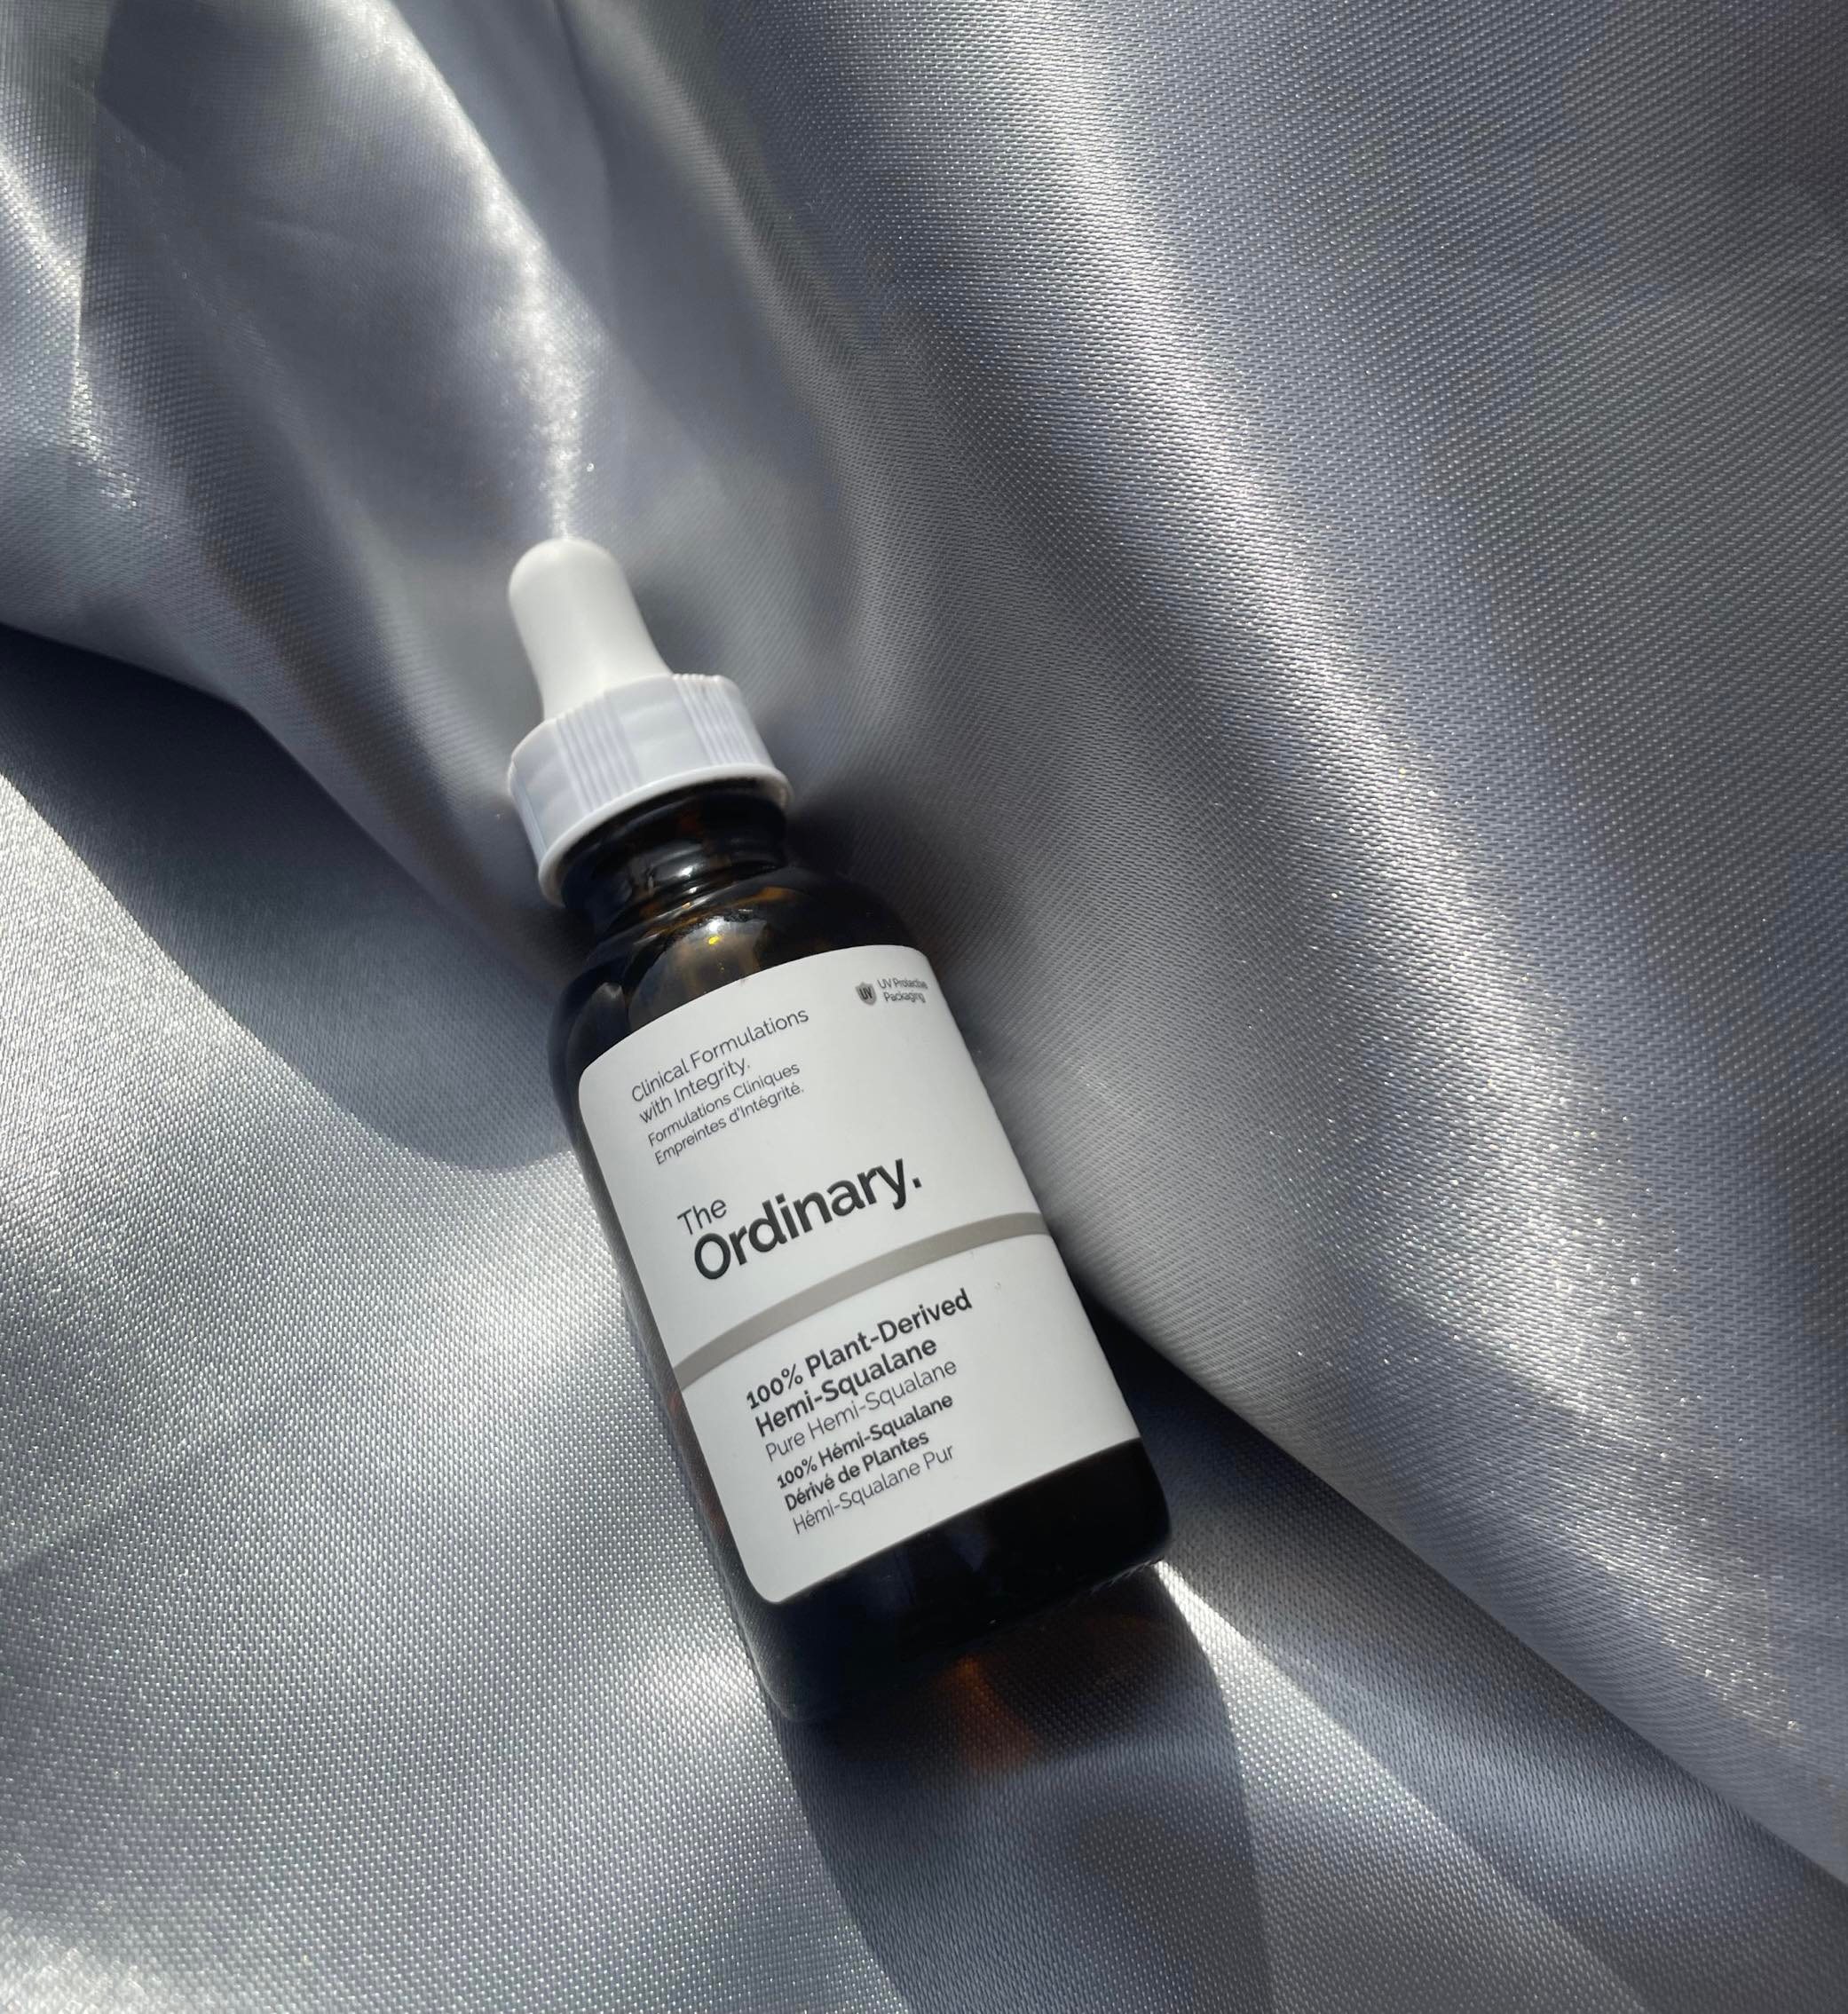 UV
UV Protective
Packaging
Clinical Formulations
with Integrity.
Formulations Cliniques
Empreintes d'Intégrité.
The
Ordinary.
100% Plant-Derived
Hemi-Squalane
Pure Hemi-Squalane
100% Hémi-Squalane
Dérivé de Plantes
Hémi-Squalane Pur